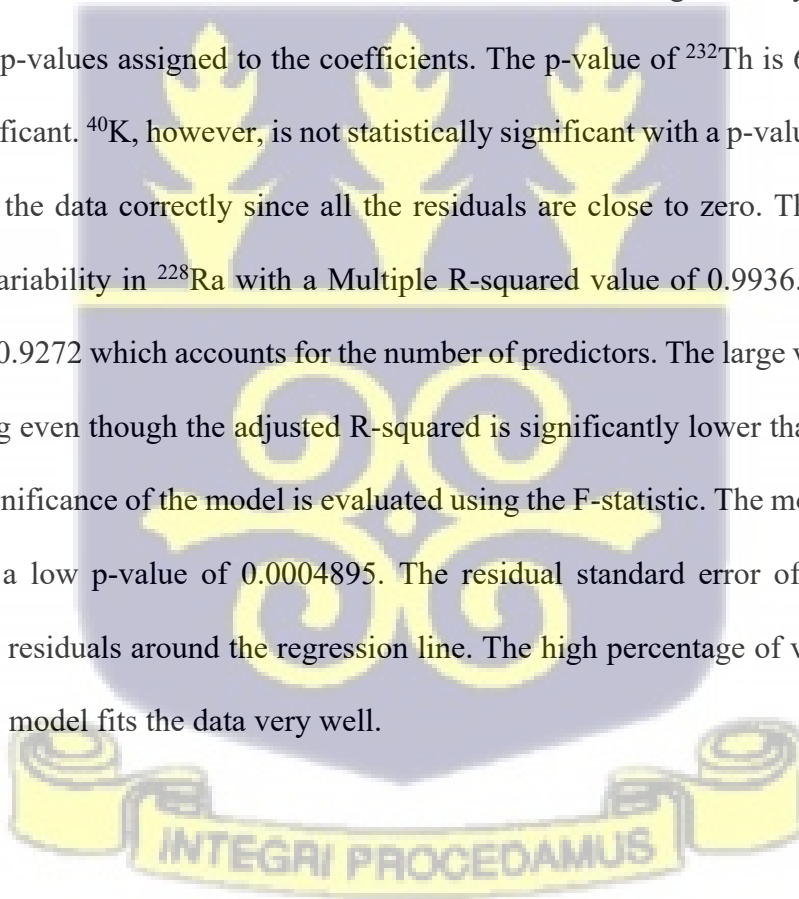 p-values assigned to the coefficients. The p-value of ²³²Th is
ficant. ⁴⁰K, however, is not statistically significant with a p-valu
the data correctly since all the residuals are close to zero. Th
ariability in ²²⁸Ra with a Multiple R-squared value of 0.9936.
0.9272 which accounts for the number of predictors. The large v
g even though the adjusted R-squared is significantly lower tha
nificance of the model is evaluated using the F-statistic. The mo
a low p-value of 0.0004895. The residual standard error of
residuals around the regression line. The high percentage of v
model fits the data very well.
INTEGRI PROCEDAMUS